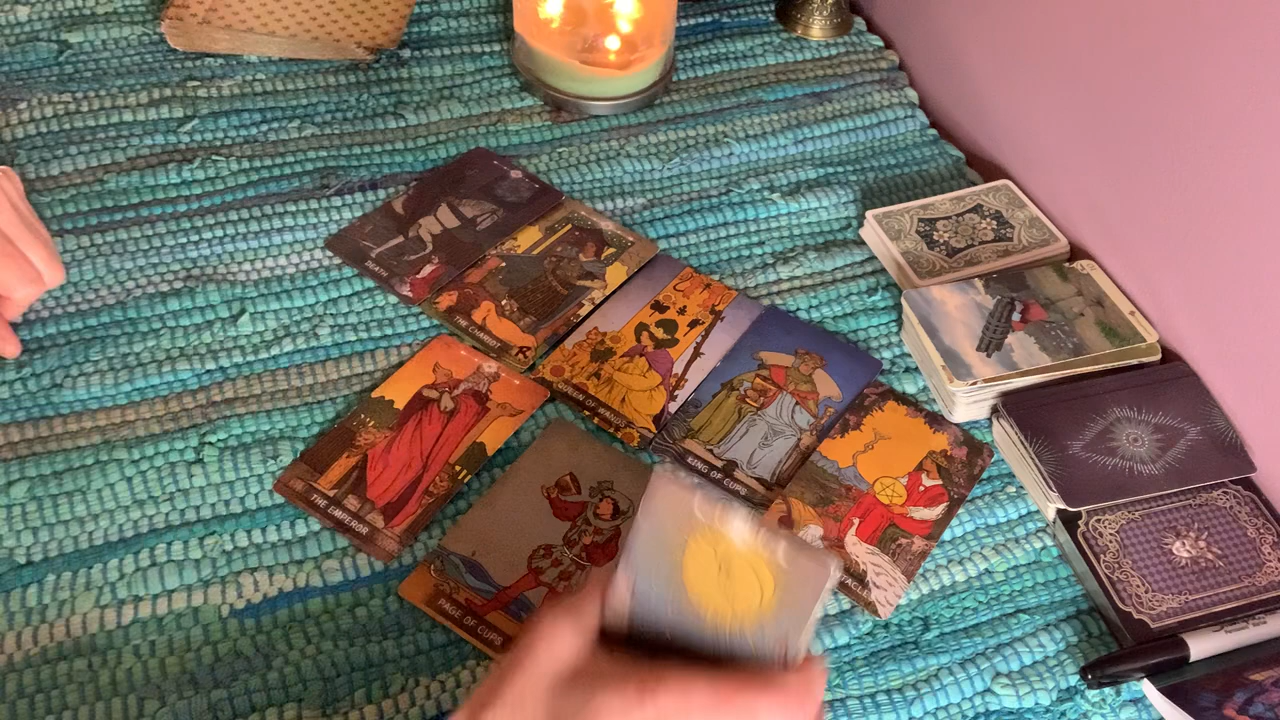 DEATH
THE CHARIOT
QUEEN OF WANDS
KING OF CUPS
THE EMPEROR
PAGE OF CUPS